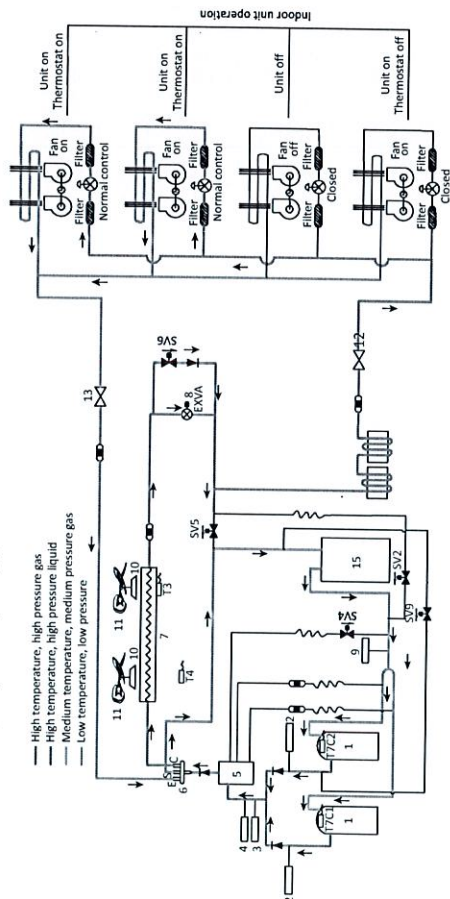 High temperature, high pressure gas
High temperature, high pressure liquid
Medium temperature, medium pressure gas
Low temperature, low pressure
Indoor unit operation
Unit on
Thermostat on
Unit on
Thermostat on
Unit off
Unit on
Thermostat off
Fan
on
Filter
Filter
Normal control
Fan
on
Filter
Filter
Normal control
Fan
off
Filter
Filter
Closed
Fan
on
Filter
Filter
Closed
13
12
SV6
8
EXVA
11
10
11
10
7
T3
T4
SV5
E
S
C
6
5
4
3
2
T7C2
1
T7C1
1
9
SV4
15
SV2
SV9